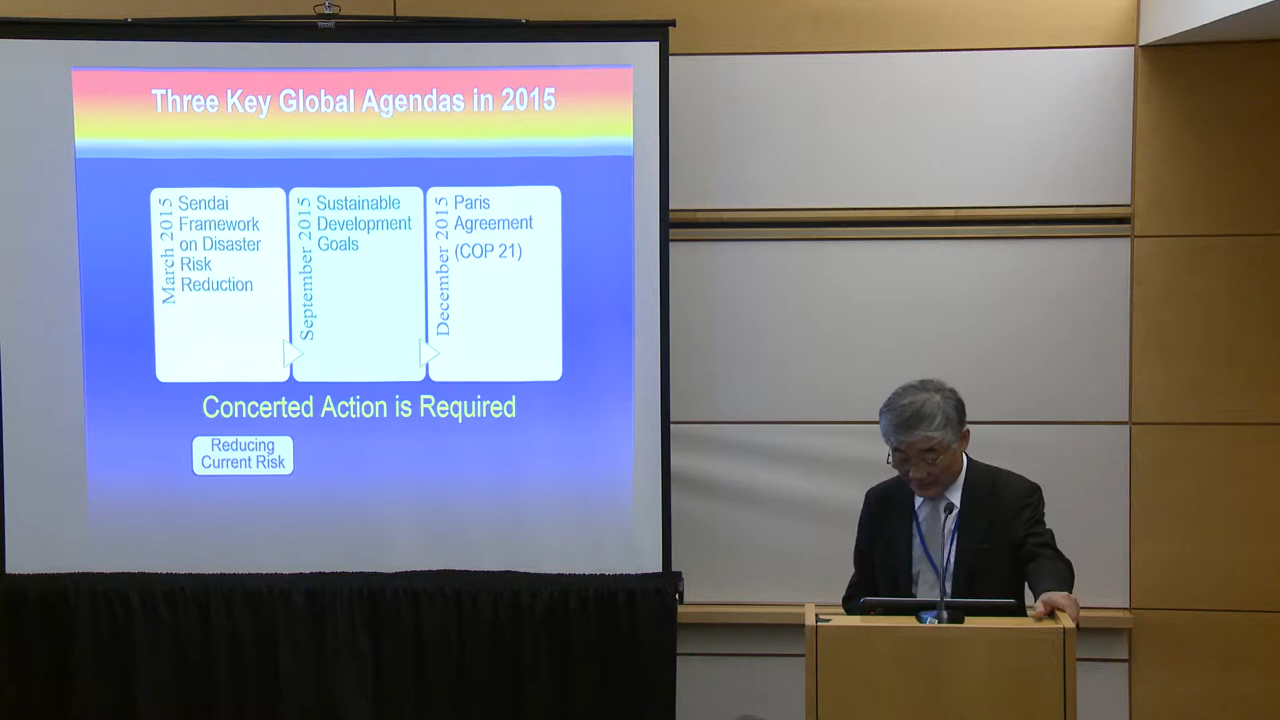 Three Key Global Agendas in 2015
March 2015
Sendai
Framework
on Disaster
Risk
Reduction
September 2015
Sustainable
Development
Goals
December 2015
Paris
Agreement
(COP 21)
Concerted Action is Required
Reducing
Current Risk